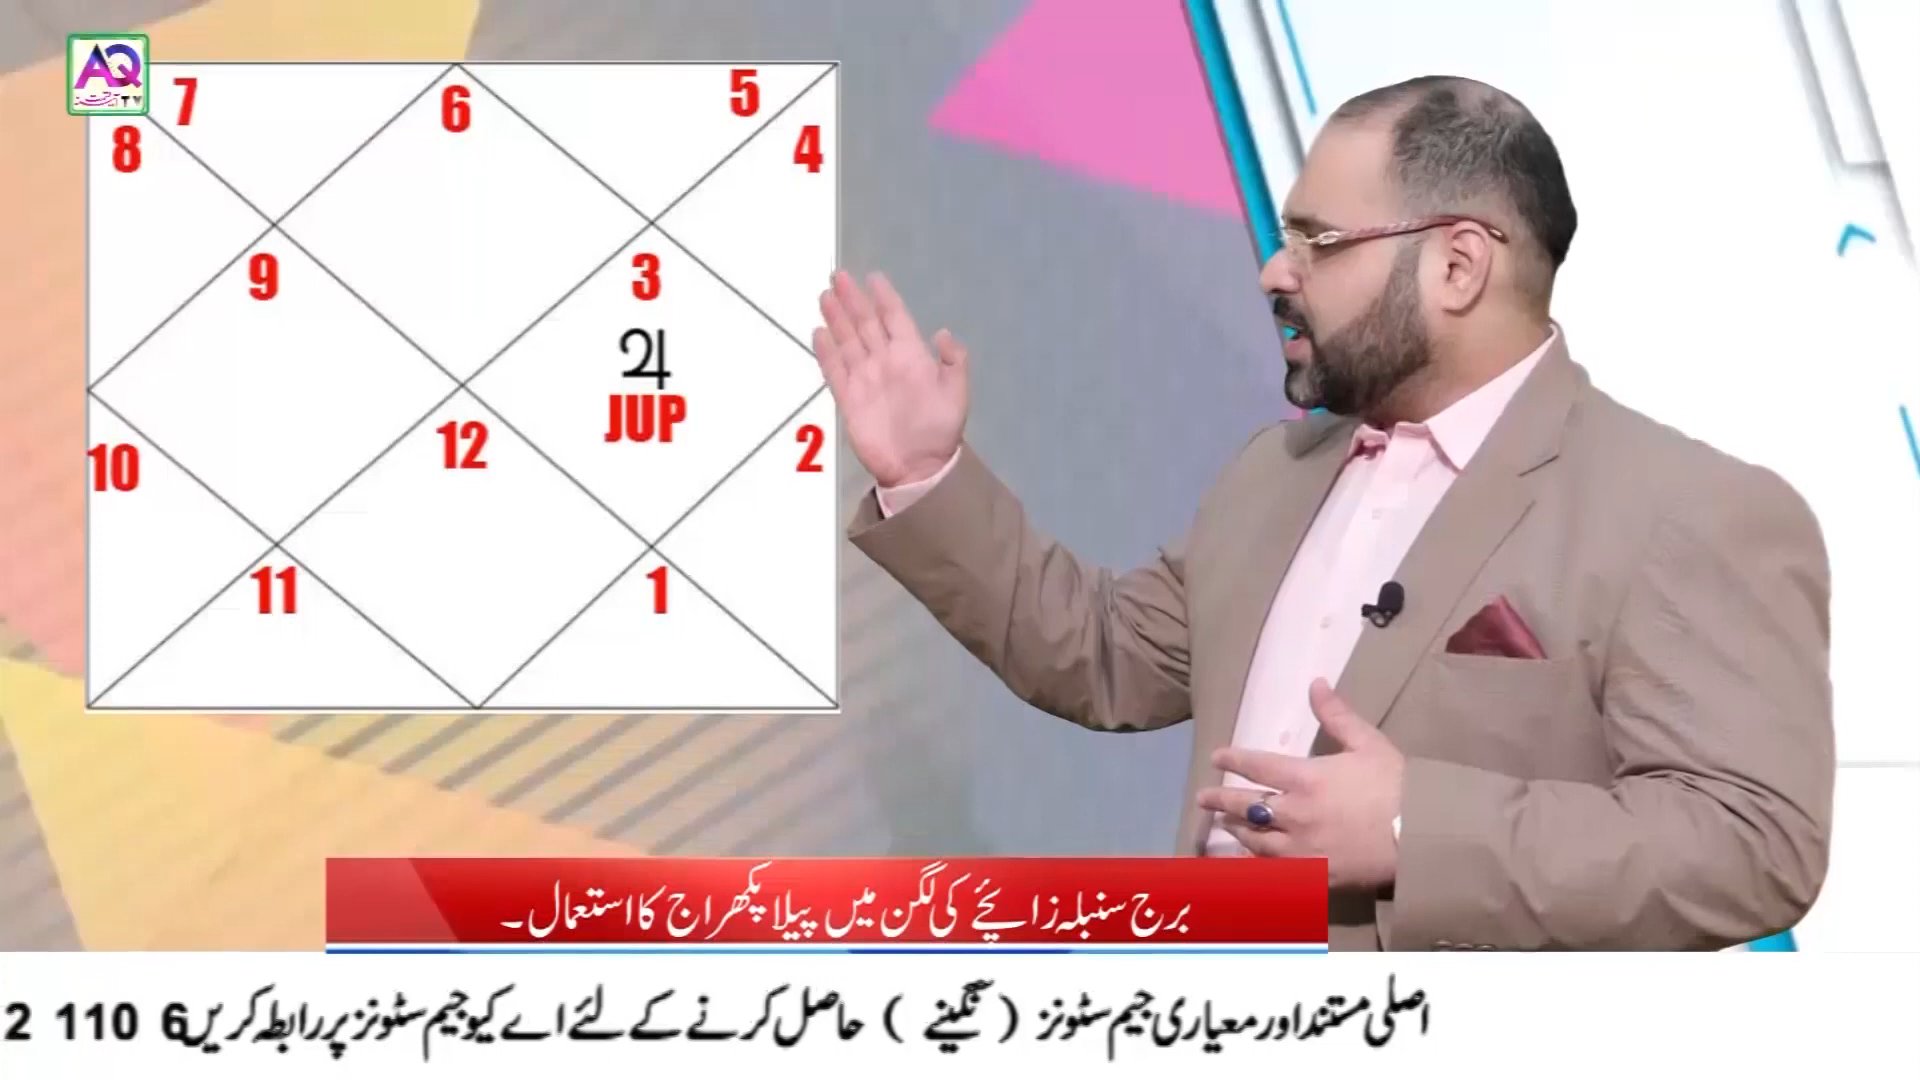 AQ
TV
7
6
5
8
4
9
3
♃
JUP
10
12
2
11
1
برج سنبلہ زائچے کی لگن میں پیلا پکھراج کا استعمال۔
اصلی مستند اور معیاری جیم سٹونز ( نگینے ) حاصل کرنے کے لئے اے کیو جیم سٹونز پر رابطہ کریں 6 110 2